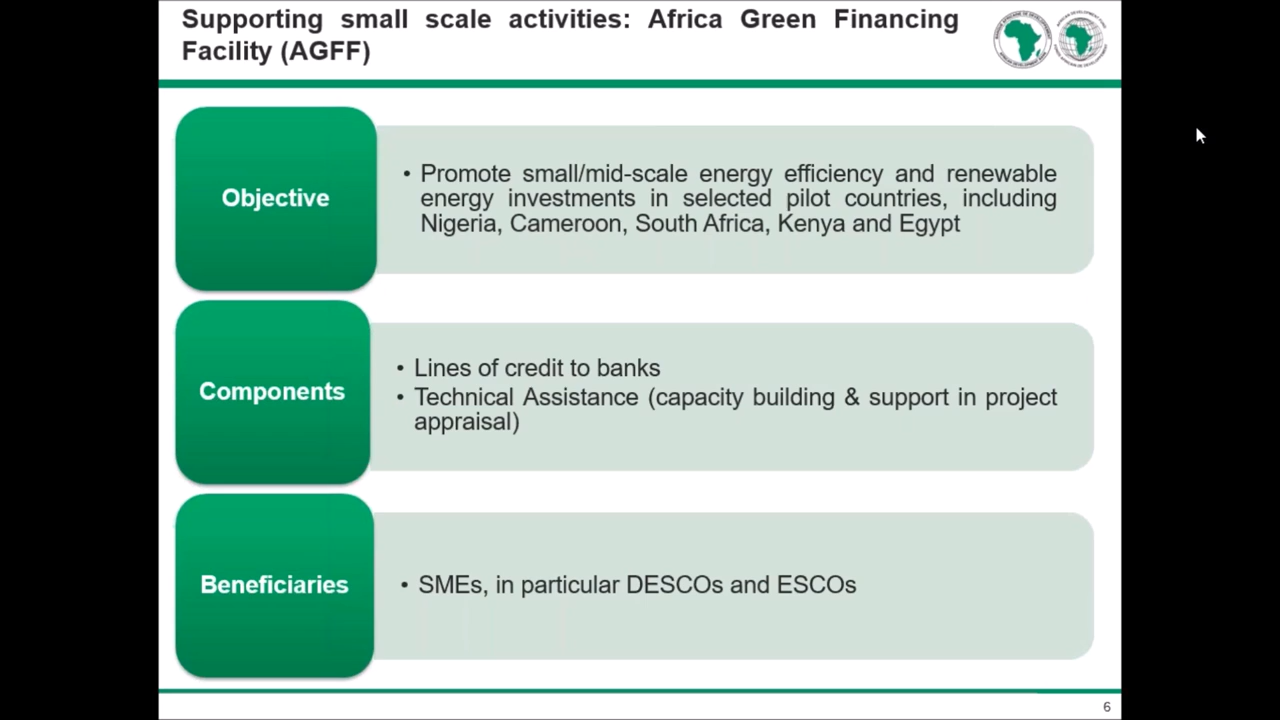 Supporting small scale activities: Africa Green Financing
Facility (AGFF)
Objective
• Promote small/mid-scale energy efficiency and renewable
energy investments in selected pilot countries, including
Nigeria, Cameroon, South Africa, Kenya and Egypt
Components
• Lines of credit to banks
• Technical Assistance (capacity building & support in project
appraisal)
Beneficiaries
• SMEs, in particular DESCOs and ESCOs
6